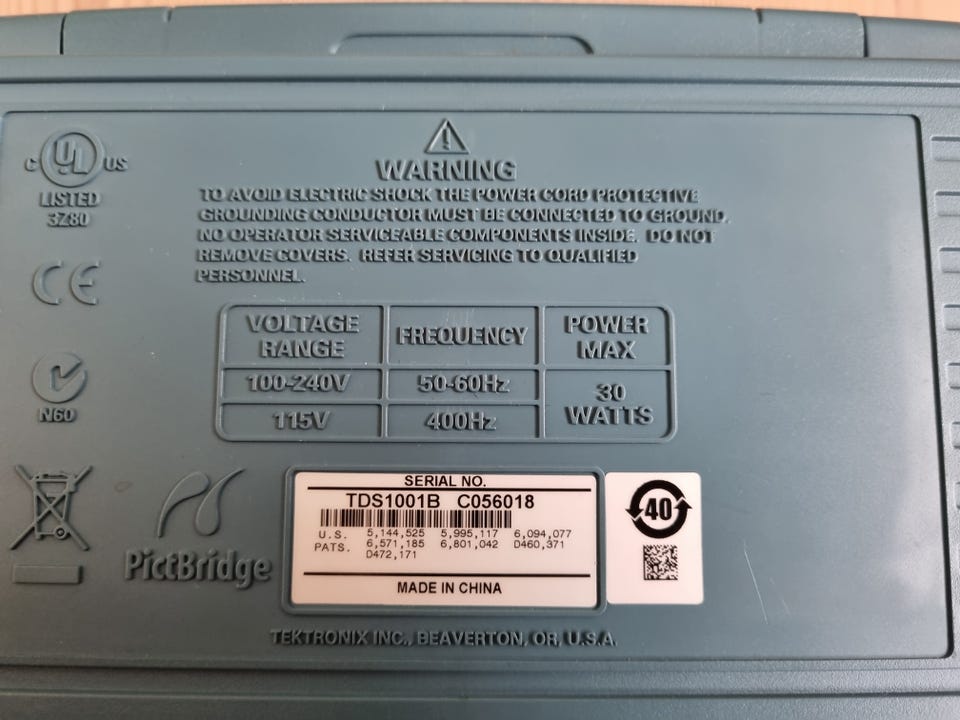 C UL US
LISTED
3Z80
CE
N60
WARNING
TO AVOID ELECTRIC SHOCK THE POWER CORD PROTECTIVE
GROUNDING CONDUCTOR MUST BE CONNECTED TO GROUND.
NO OPERATOR SERVICEABLE COMPONENTS INSIDE. DO NOT
REMOVE COVERS. REFER SERVICING TO QUALIFIED
PERSONNEL.
VOLTAGE RANGE FREQUENCY POWER MAX
100-240V 50-60Hz 30 WATTS
115V 400Hz
PictBridge
SERIAL NO.
TDS1001B C056018
U.S. 5,144,525 5,995,117 6,094,077
PATS. 6,571,185 6,801,042 D460,371
D472,171
MADE IN CHINA
40
TEKTRONIX INC., BEAVERTON, OR, U.S.A.